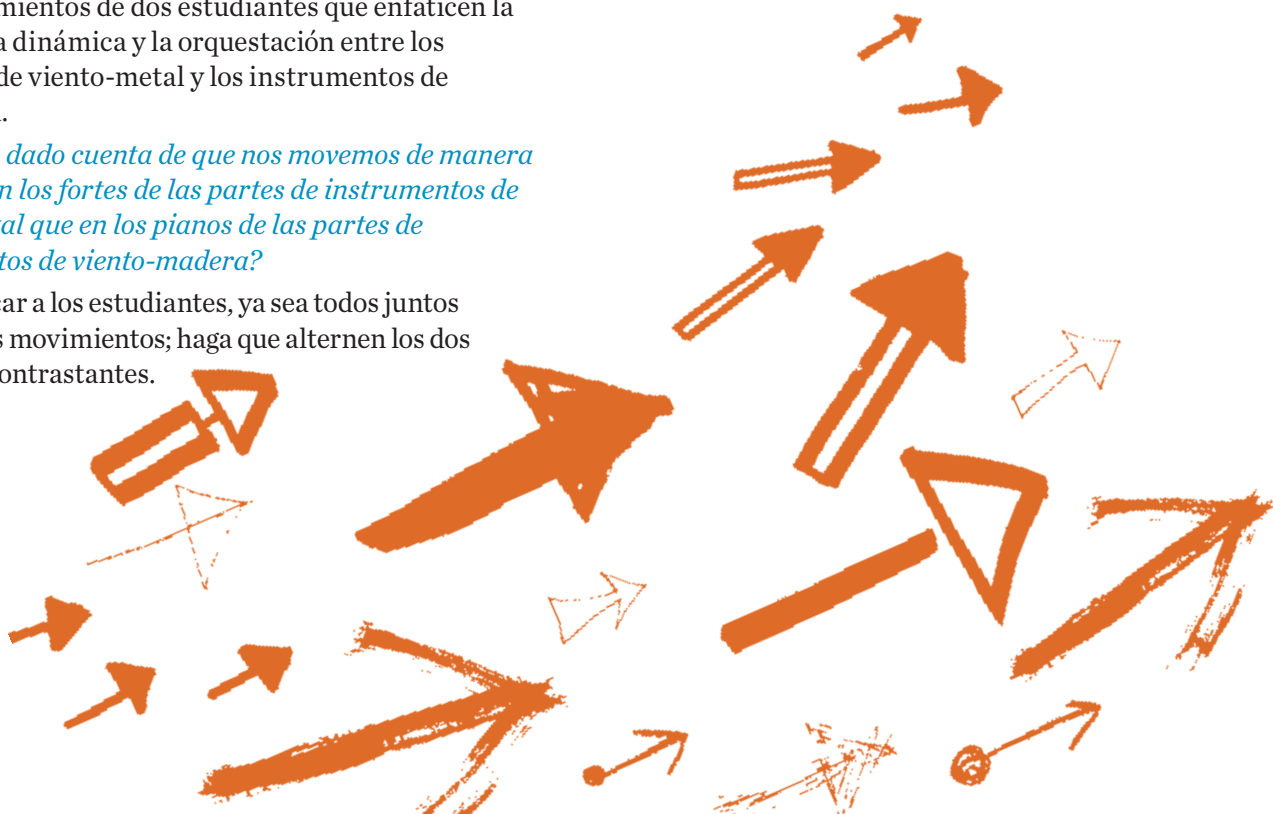 mientos de dos estudiantes que enfaticen la
a dinámica y la orquestación entre los
de viento-metal y los instrumentos de
.
dado cuenta de que nos movemos de manera
n los fortes de las partes de instrumentos de
al que en los pianos de las partes de
tos de viento-madera?
ar a los estudiantes, ya sea todos juntos
s movimientos; haga que alternen los dos
ontrastantes.